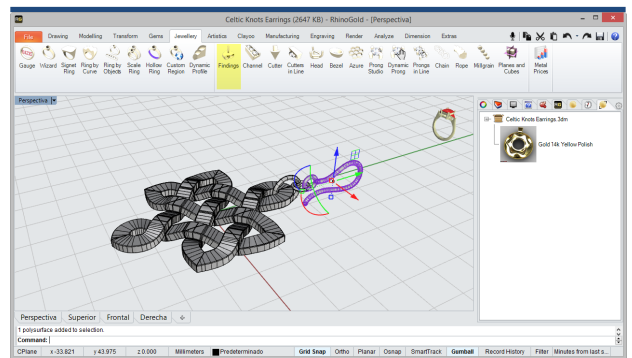 Celtic Knots Earrings (2647 KB) - RhinoGold - [Perspectiva]
File Drawing Modelling Transform Gems Jewellery Artistics Clayoo Manufacturing Engraving Render Analyze Dimension Extras
Gauge Wizard Signet Ring Ring by Curve Ring by Objects Scale Ring Hollow Ring Custom Region Dynamic Profile Findings Channel Cutter Cutters in Line Head Bezel Azure Prong Studio Dynamic Prong Prongs in Line Chain Rope Millgrain Planes and Cubes Metal Prices
Perspectiva
Celtic Knots Earrings.3dm
Gold 14k Yellow Polish
Perspectiva Superior Frontal Derecha
1 polysurface added to selection.
Command:
CPlane x -33.821 y 43.975 z 0.000 Millimeters Predeterminado Grid Snap Ortho Planar Osnap SmartTrack Gumball Record History Filter Minutes from last s...